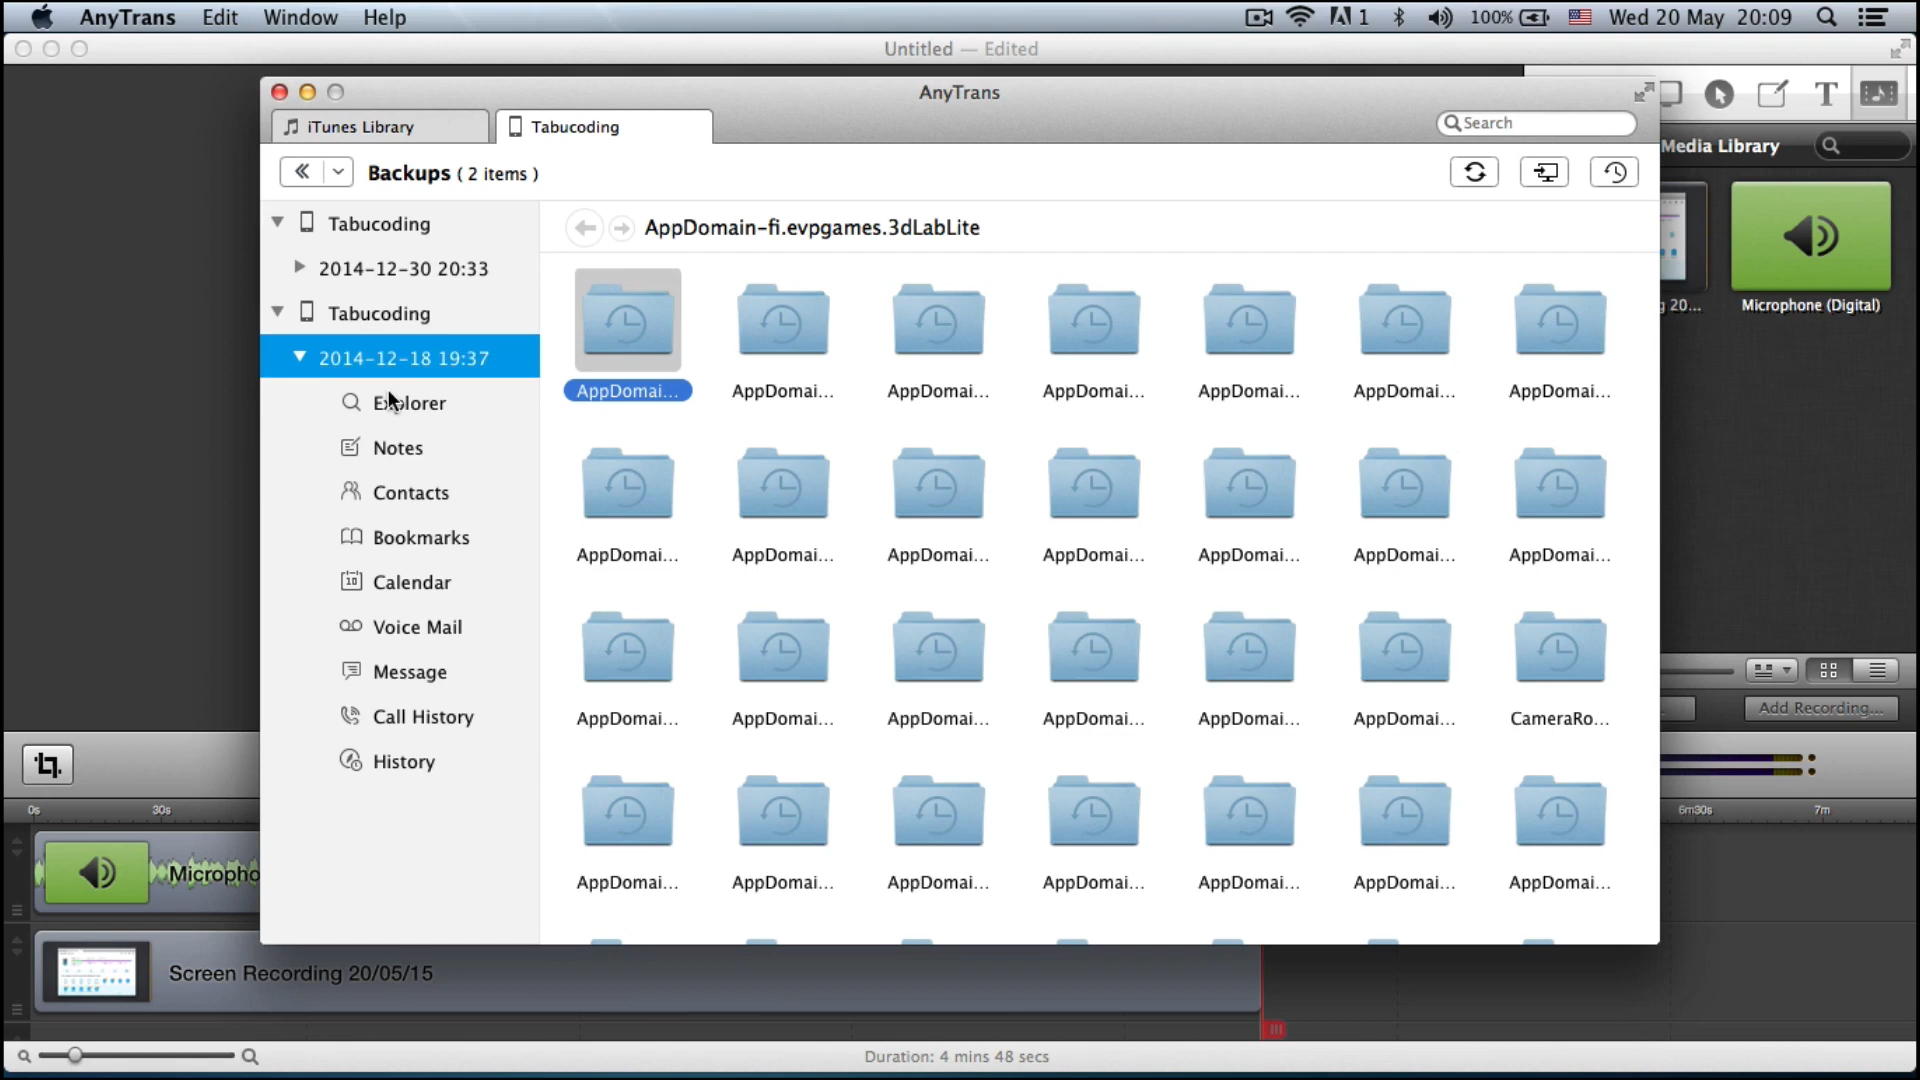 AnyTrans Edit Window Help 1 100% Wed 20 May 20:09
Untitled — Edited
AnyTrans
iTunes Library Tabucoding Search
Media Library
Backups ( 2 items )
Tabucoding
2014-12-30 20:33
Tabucoding
2014-12-18 19:37
Explorer
Notes
Contacts
Bookmarks
Calendar
Voice Mail
Message
Call History
History
AppDomain-fi.evpgames.3dLabLite
AppDomai... AppDomai... AppDomai... AppDomai... AppDomai... AppDomai... AppDomai...
AppDomai... AppDomai... AppDomai... AppDomai... AppDomai... AppDomai... AppDomai...
AppDomai... AppDomai... AppDomai... AppDomai... AppDomai... AppDomai... CameraRo...
AppDomai... AppDomai... AppDomai... AppDomai... AppDomai... AppDomai... AppDomai...
g 20... Microphone (Digital)
Add Recording...
0s 30s 6m30s 7m
Micropho
Screen Recording 20/05/15
Duration: 4 mins 48 secs